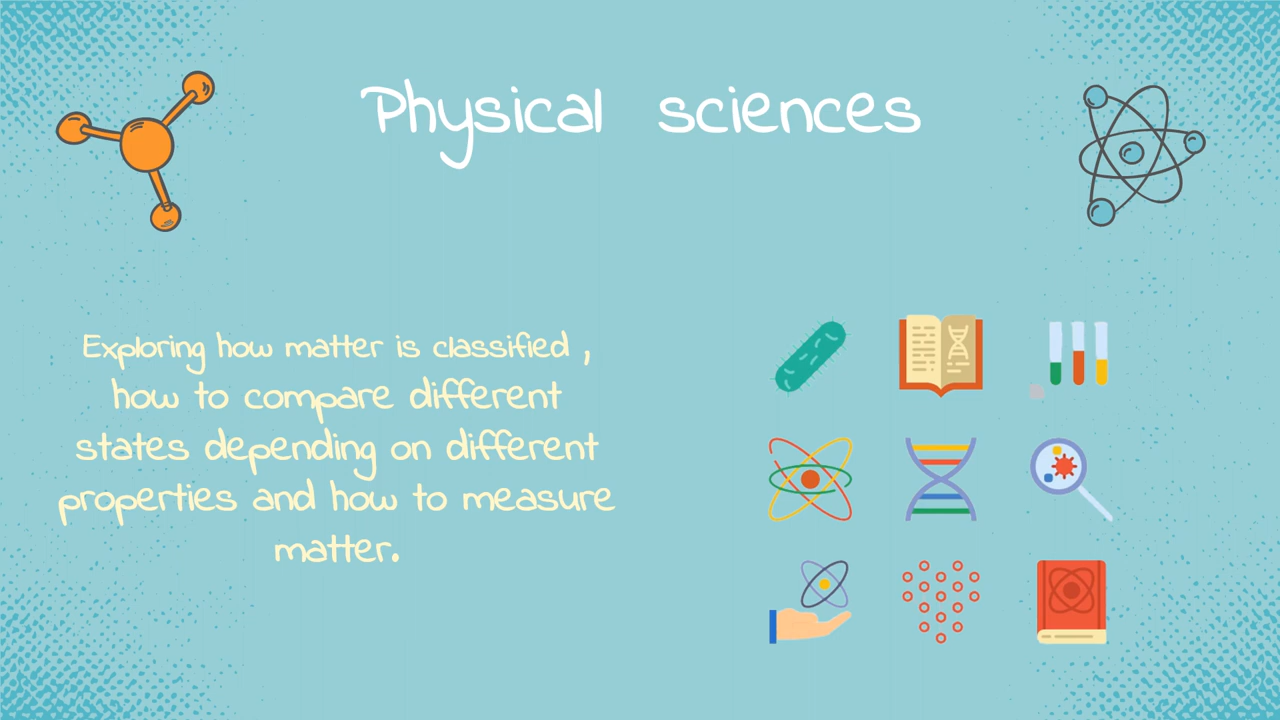 Physical sciences
Exploring how matter is classified ,
how to compare different
states depending on different
properties and how to measure
matter.